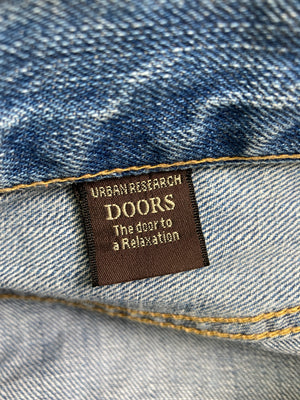 URBAN RESEARCH
DOORS
The door to
a Relaxation